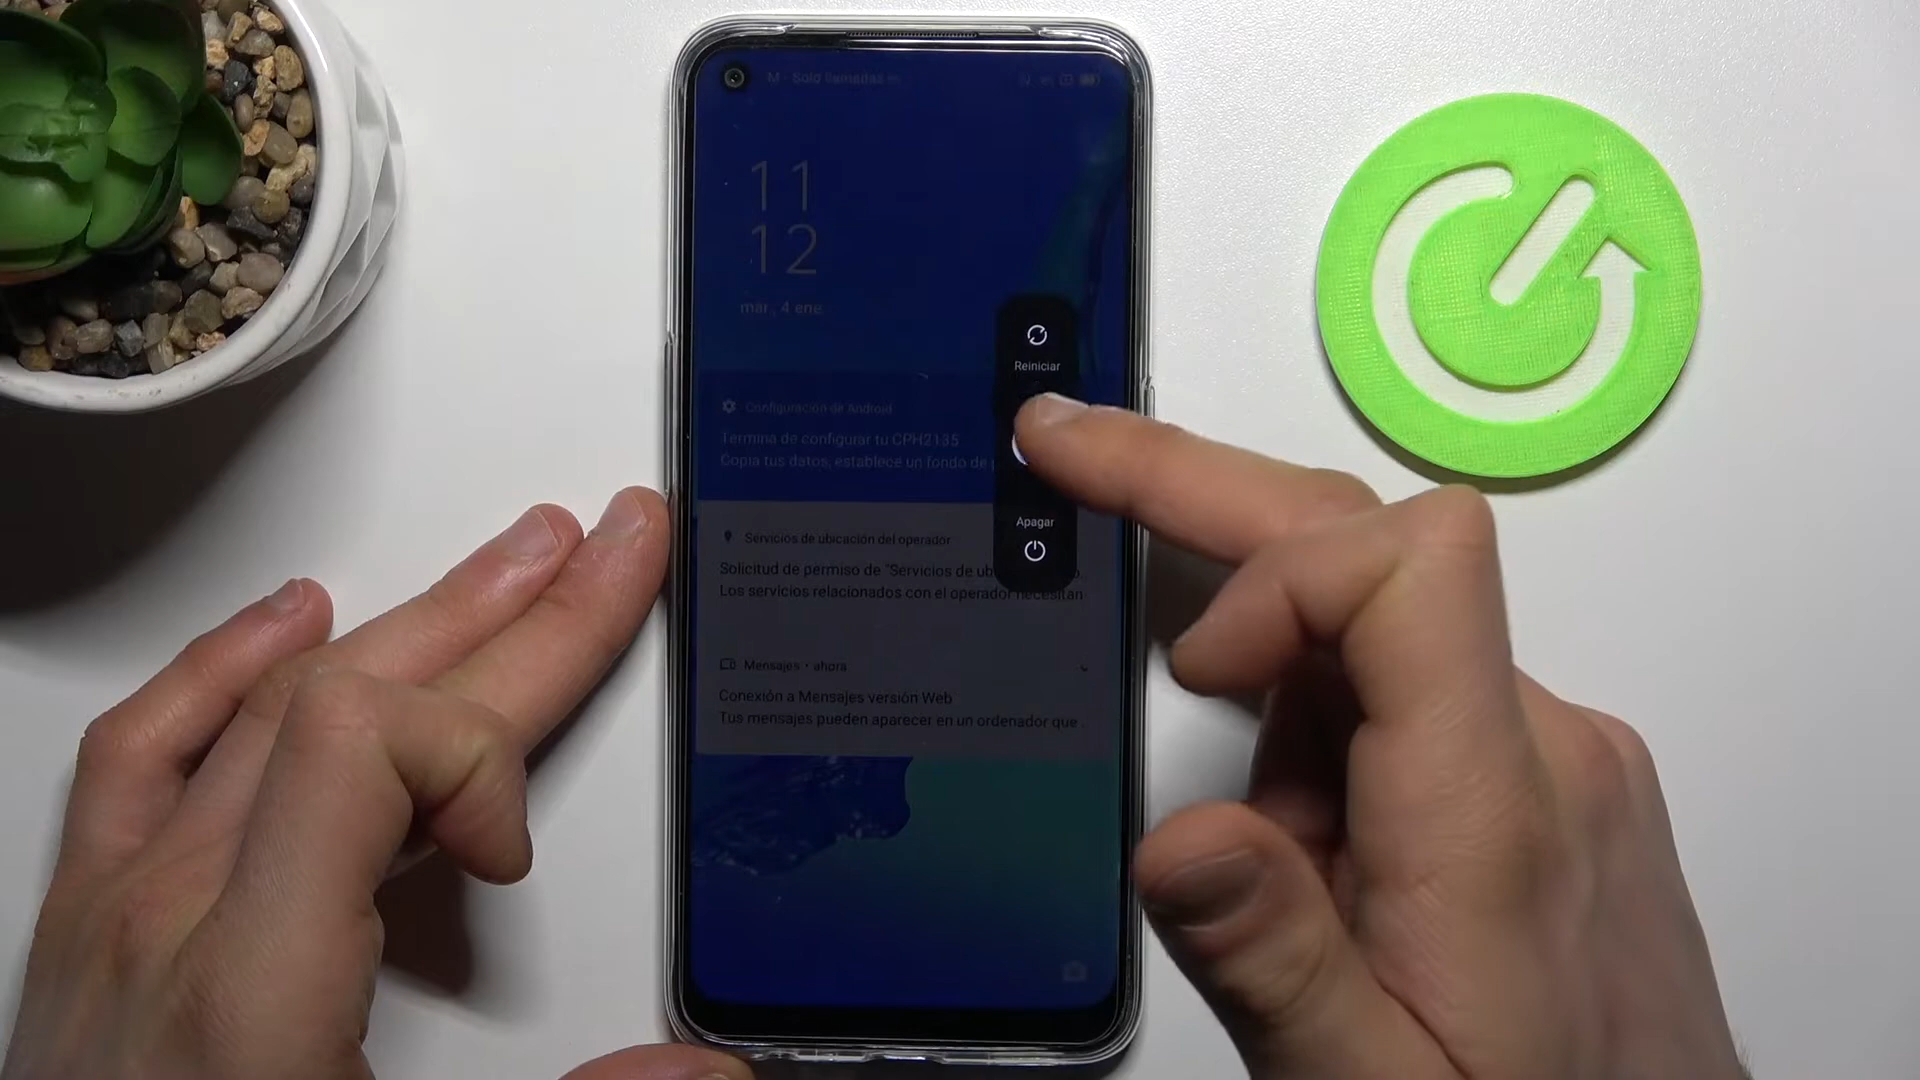 M - Solo llamadas
11
12
mar., 4 ene.
Reiniciar
Configuración de Android
Termina de configurar tu CPH2135
Copia tus datos, establece un fondo de
Apagar
Servicios de ubicación del operador
Solicitud de permiso de "Servicios de
Los servicios relacionados con el operador necesitan
Mensajes • ahora
Conexión a Mensajes versión Web
Tus mensajes pueden aparecer en un ordenador que